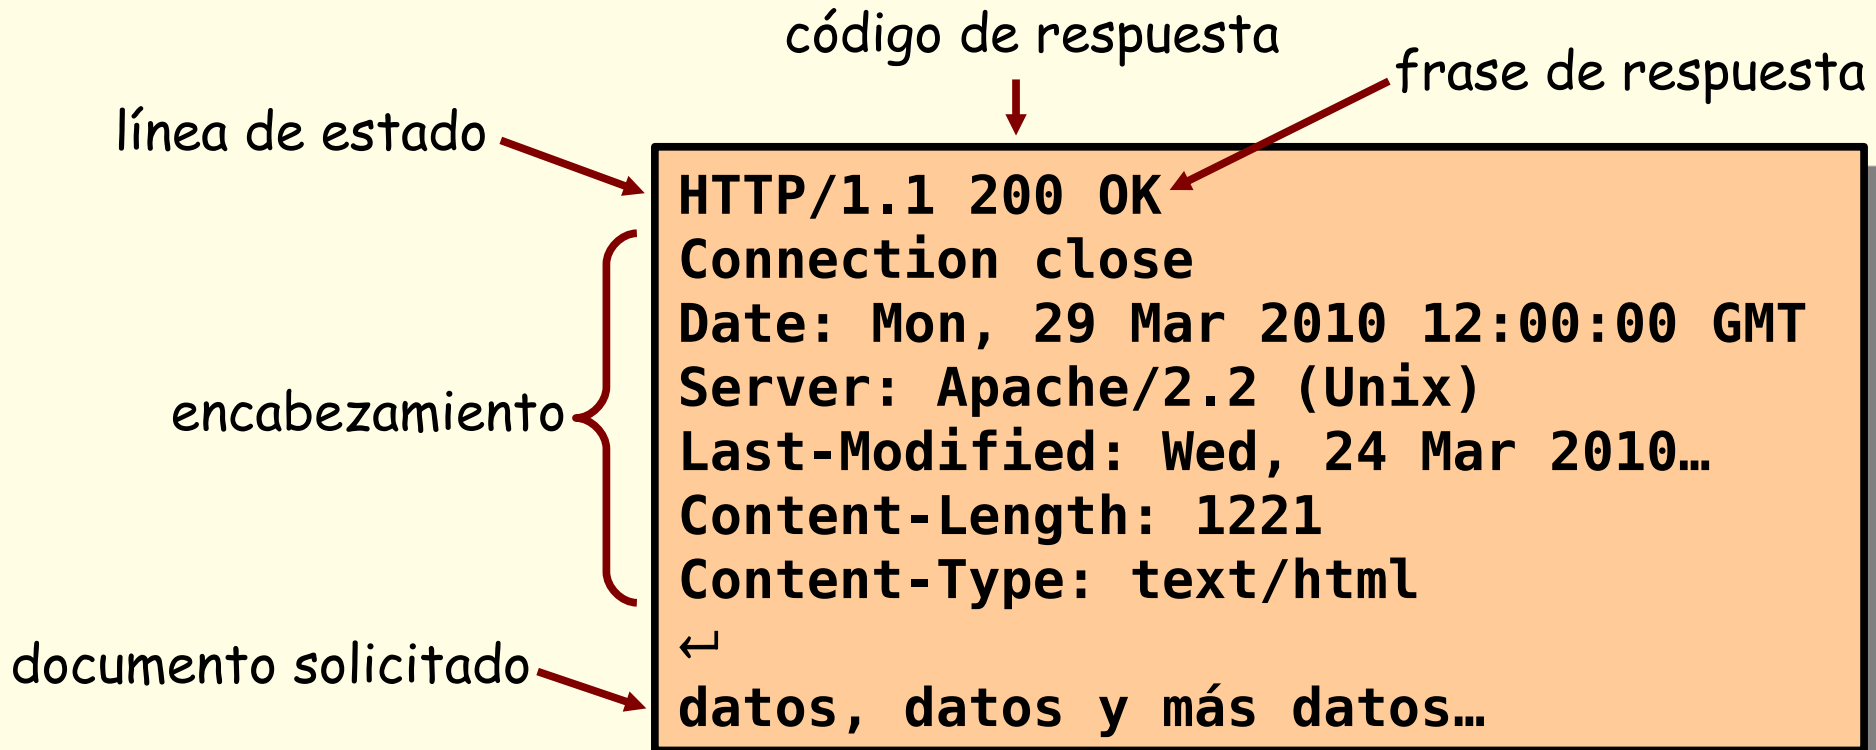 código de respuesta
frase de respuesta
línea de estado
HTTP/1.1 200 OK
Connection close
Date: Mon, 29 Mar 2010 12:00:00 GMT
Server: Apache/2.2 (Unix)
encabezamiento
Last-Modified: Wed, 24 Mar 2010…
Content-Length: 1221
Content-Type: text/html
↵
documento solicitado
datos, datos y más datos…